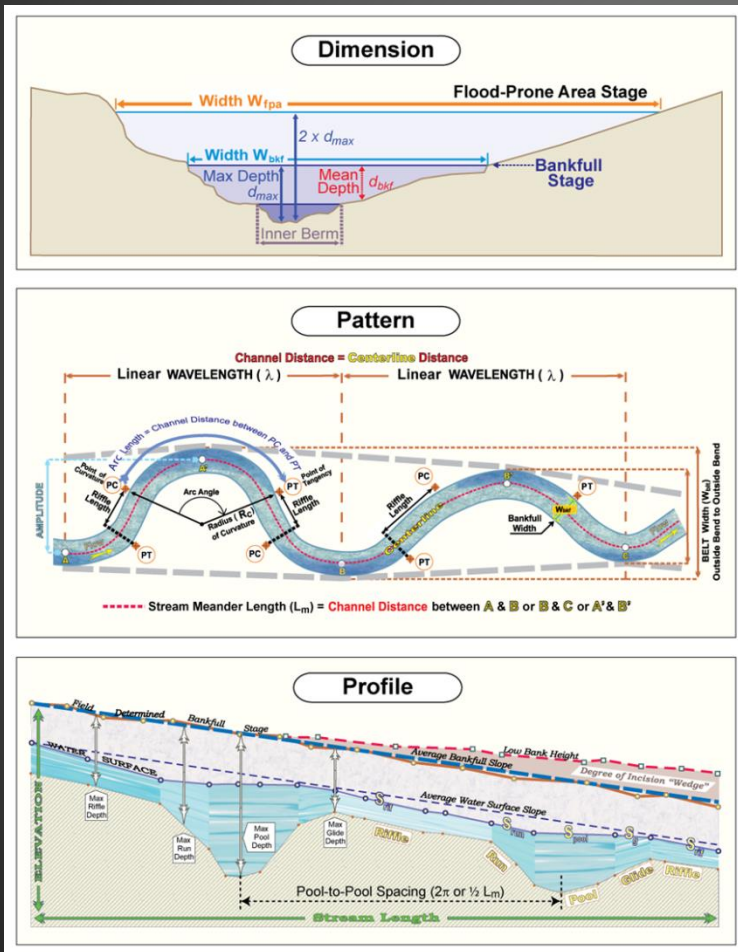 Dimension
Width Wfpa
Flood-Prone Area Stage
2 x dmax
Width Wbkf
Max Depth
dmax
Mean
Depth
dbkf
Bankfull
Stage
Inner Berm
Pattern
Channel Distance = Centerline Distance
Linear WAVELENGTH ( λ )
Linear WAVELENGTH ( λ )
Arc Length = Channel Distance between PC and PT
Point of
Curvature
PC
A'
PT
Point of
Tangency
AMPLITUDE
Riffle
Length
Arc Angle
Radius (RC)
of Curvature
Riffle
Length
PT
PC
A
Flow
B
PC
Riffle
Length
Centerline
PT
B'
Wbkf
Bankfull
Width
PT
C
Flow
BELT Width (Wblt)
Outside Bend to Outside Bend
Stream Meander Length (Lm) = Channel Distance between A & B or B & C or A' & B'
Profile
Field Determined Bankfull Stage
Low Bank Height
Average Bankfull Slope
Degree of Incision "Wedge"
WATER SURFACE
Average Water Surface Slope
ELEVATION
Max
Riffle
Depth
Max
Run
Depth
Max
Pool
Depth
Max
Glide
Depth
Srif
Srun
Spool
Sg
Srif
Riffle
Run
Pool
Glide
Riffle
Pool-to-Pool Spacing (2π or ½ Lm)
Stream Length